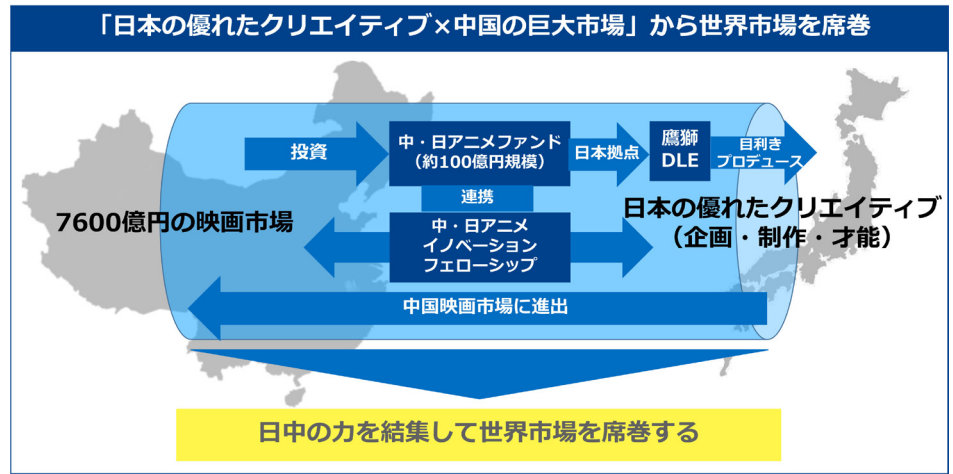 「日本の優れたクリエイティブ×中国の巨大市場」から世界市場を席巻
投資
中・日アニメファンド
（約100億円規模）
日本拠点
鷹獅
DLE
目利き
プロデュース
連携
7600億円の映画市場
中・日アニメ
イノベーション
フェローシップ
日本の優れたクリエイティブ
（企画・制作・才能）
中国映画市場に進出
日中の力を結集して世界市場を席巻する